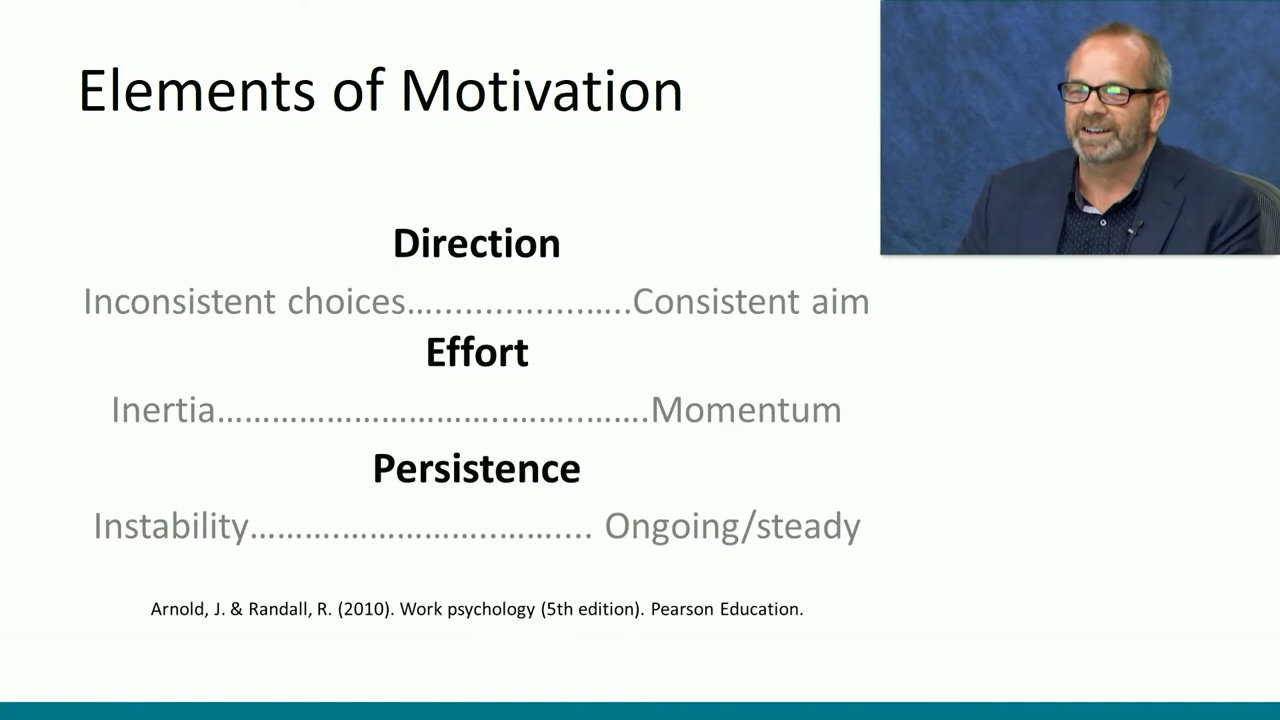 Elements of Motivation
Direction
Inconsistent choices…..................…..Consistent aim
Effort
Inertia…………………………..……..…….Momentum
Persistence
Instability……….……………..…….... Ongoing/steady
Arnold, J. & Randall, R. (2010). Work psychology (5th edition). Pearson Education.